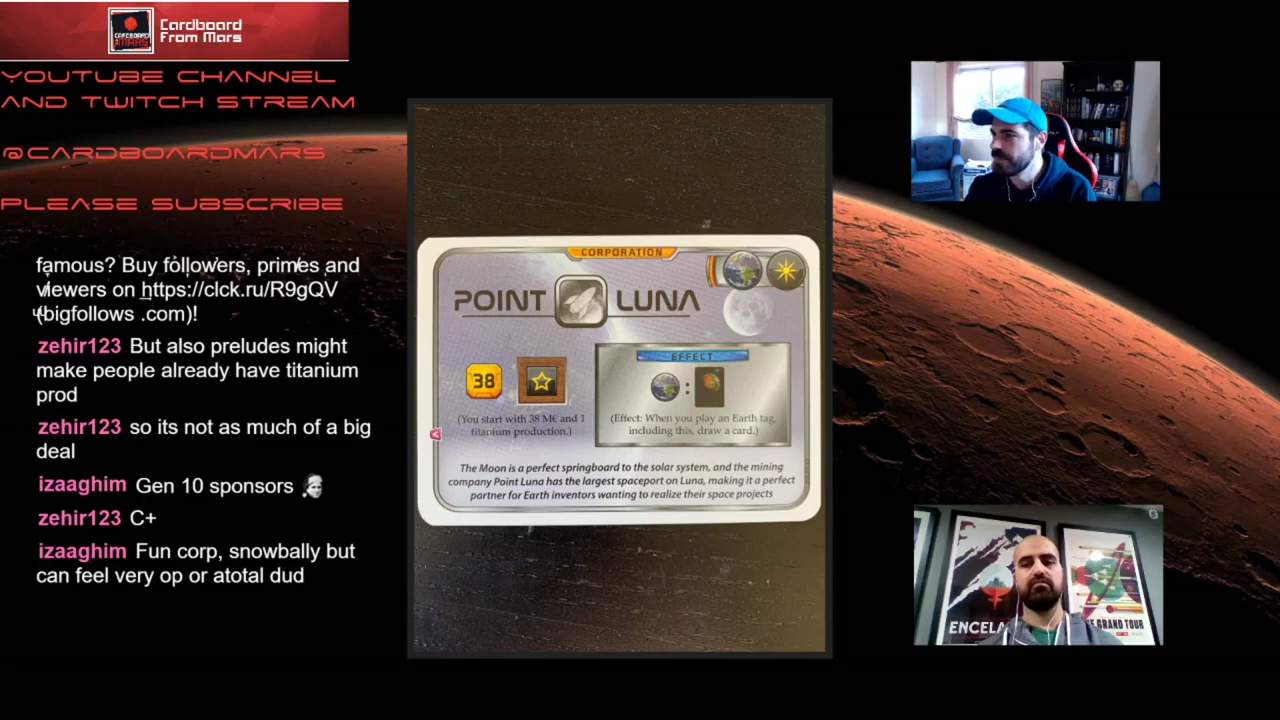 Cardboard
From Mars
CARDBOARD
MARS
YOUTUBE CHANNEL
AND TWITCH STREAM
@CARDBOARDMARS
PLEASE SUBSCRIBE
famous? Buy followers, primes and
viewers on https://clck.ru/R9gQV
(bigfollows .com)!
zehir123 But also preludes might
make people already have titanium
prod
zehir123 so its not as much of a big
deal
izaaghim Gen 10 sponsors
zehir123 C+
izaaghim Fun corp, snowbally but
can feel very op or atotal dud
CORPORATION
POINT LUNA
38
(You start with 38 M€ and 1
titanium production.)
EFFECT
:
(Effect: When you play an Earth tag,
including this, draw a card.)
The Moon is a perfect springboard to the solar system, and the mining
company Point Luna has the largest spaceport on Luna, making it a perfect
partner for Earth inventors wanting to realize their space projects
ENCELA
GRAND TOUR